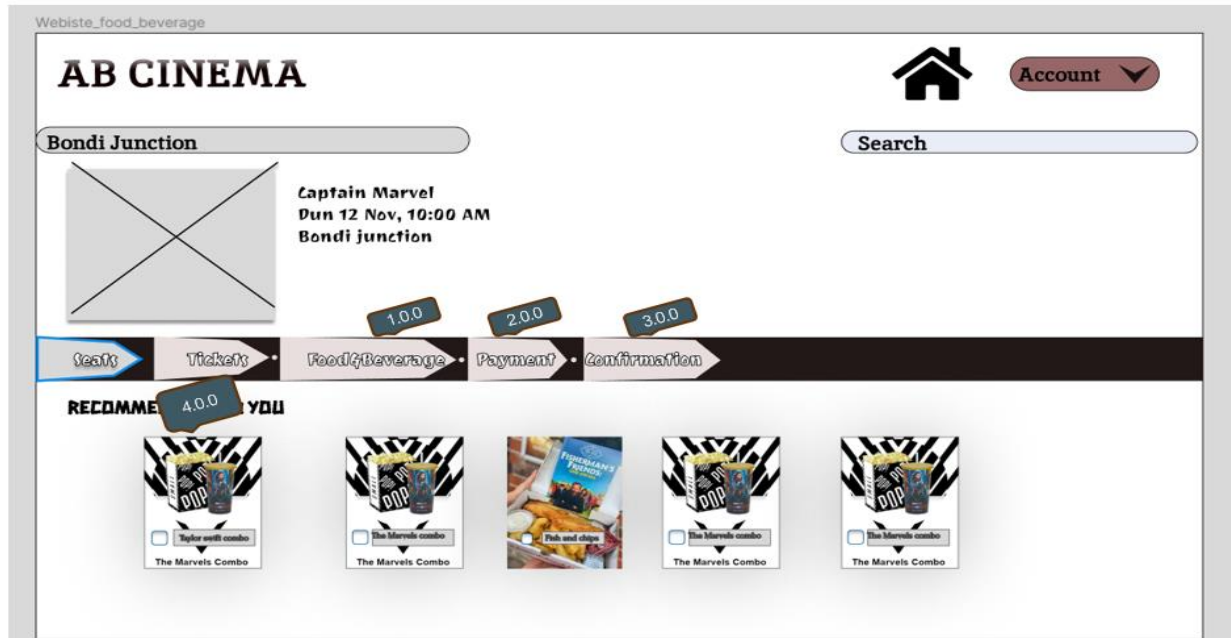 Webiste_food_beverage
AB CINEMA
Account
Bondi Junction
Search
Captain Marvel
Dun 12 Nov, 10:00 AM
Bondi junction
1.0.0
2.0.0
3.0.0
Seats
Tickets
Food&Beverage
Payment
Confirmation
4.0.0
RECOMME
YOU
FISHERMAN'S
FRIENDS
Taylor swift combo
The Marvels combo
Fish and chips
The Marvels combo
The Marvels combo
The Marvels Combo
The Marvels Combo
The Marvels Combo
The Marvels Combo